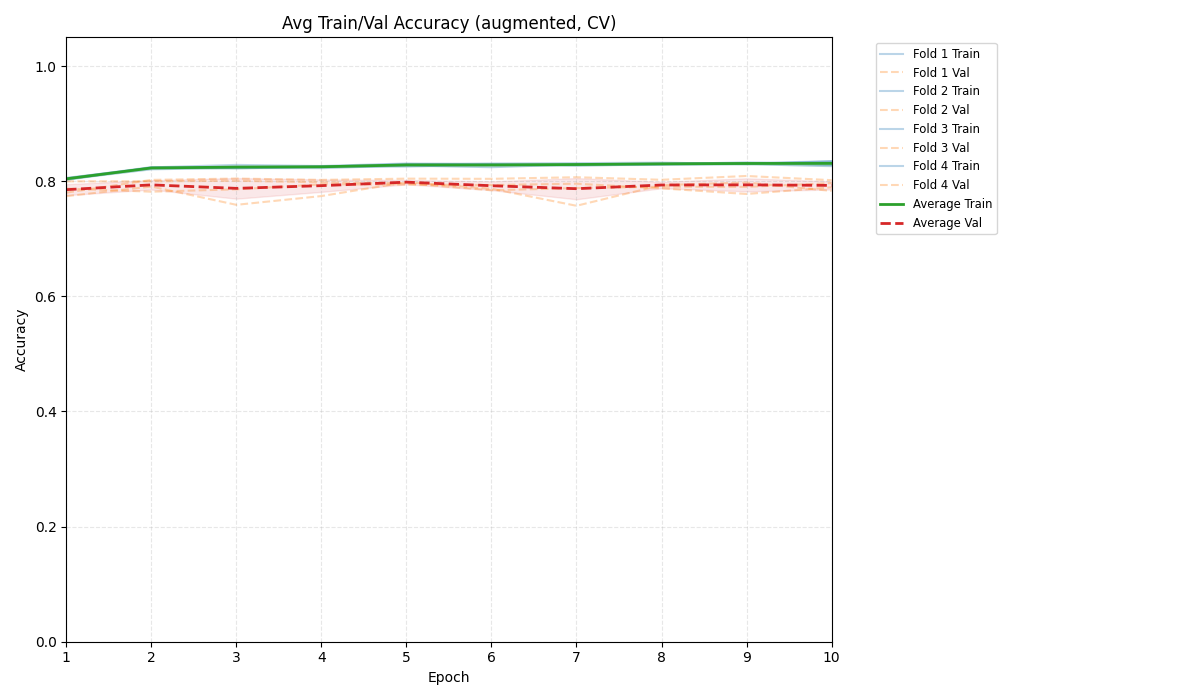 Avg Train/Val Accuracy (augmented, CV)
1.0
0.8
0.6
0.4
0.2
0.0
Accuracy
1 2 3 4 5 6 7 8 9 10
Epoch
Fold 1 Train
Fold 1 Val
Fold 2 Train
Fold 2 Val
Fold 3 Train
Fold 3 Val
Fold 4 Train
Fold 4 Val
Average Train
Average Val